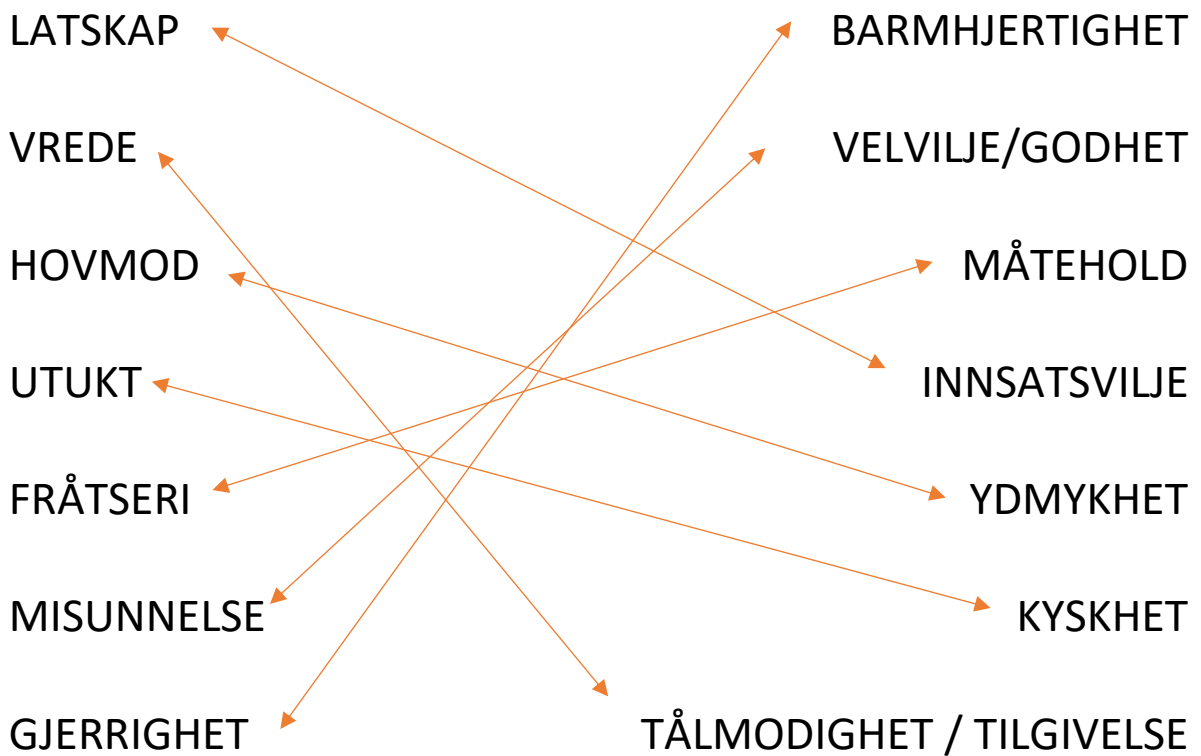 LATSKAP BARMHJERTIGHET
VREDE VELVILJE/GODHET
HOVMOD MÅTEHOLD
UTUKT INNSATSVILJE
FRÅTSERI YDMYKHET
MISUNNELSE KYSKHET
GJERRIGHET TÅLMODIGHET / TILGIVELSE